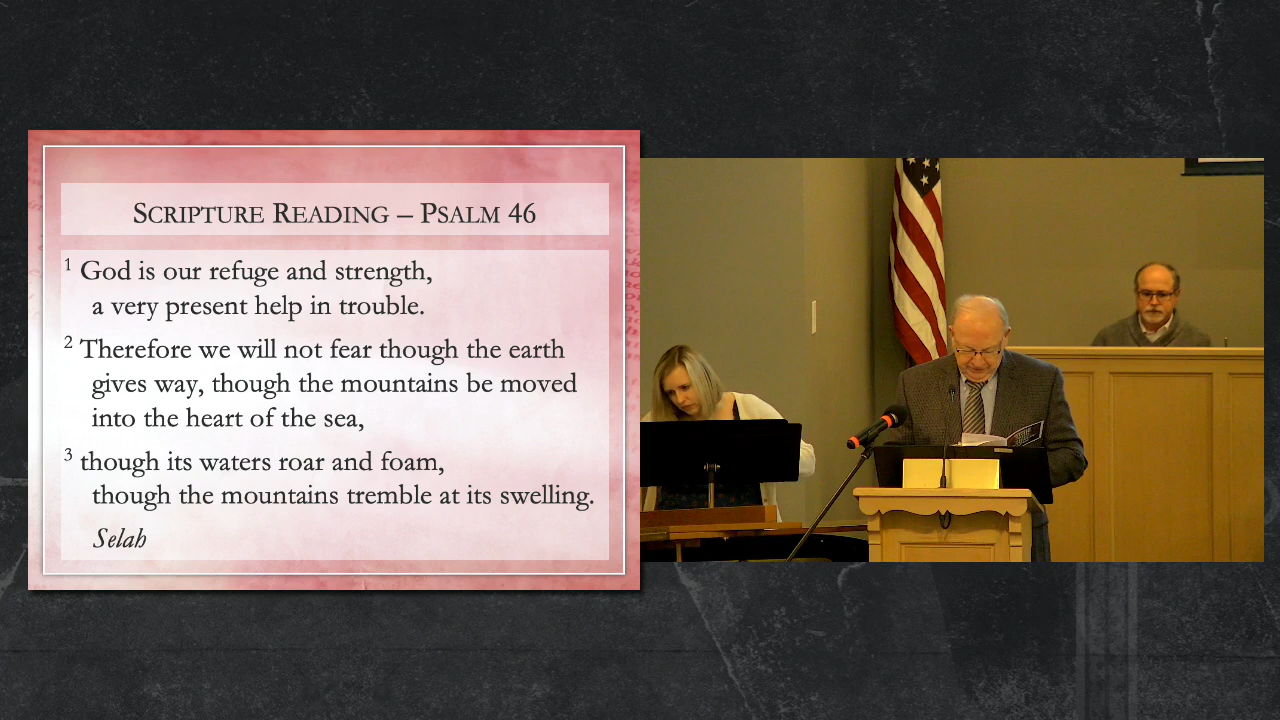 SCRIPTURE READING – PSALM 46
1 God is our refuge and strength,
a very present help in trouble.
2 Therefore we will not fear though the earth
gives way, though the mountains be moved
into the heart of the sea,
3 though its waters roar and foam,
though the mountains tremble at its swelling.
Selah